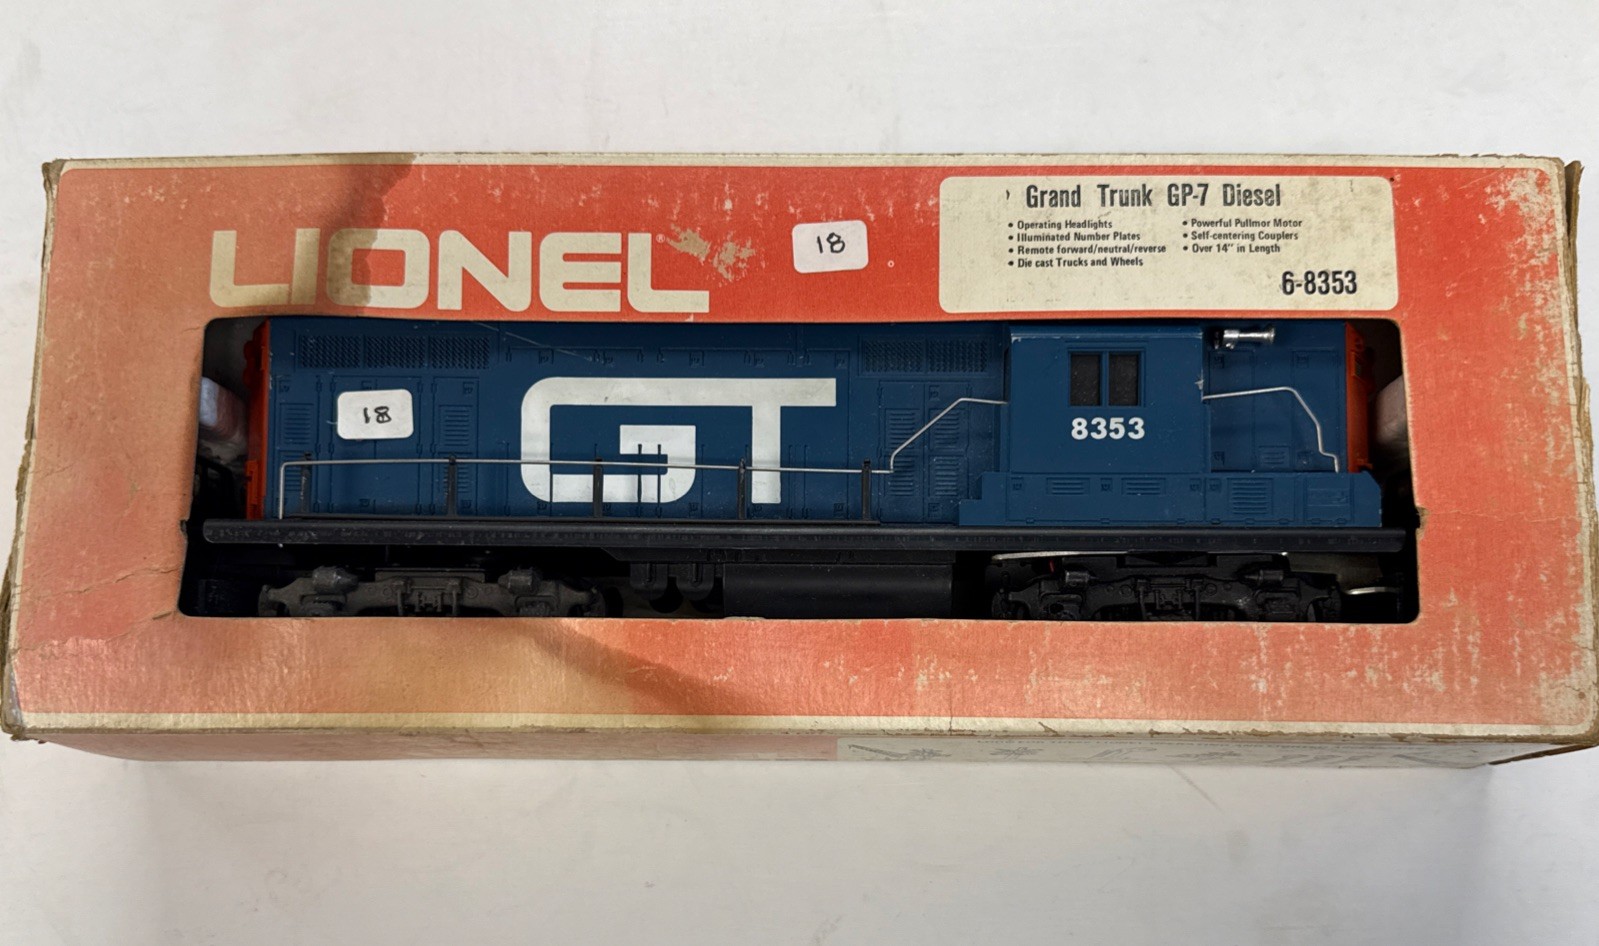 LIONEL®
18
Grand Trunk GP-7 Diesel
• Operating Headlights
• Illuminated Number Plates
• Remote forward/neutral/reverse
• Die cast Trucks and Wheels
• Powerful Pullmor Motor
• Self-centering Couplers
• Over 14" in Length
6-8353
18
GT
8353